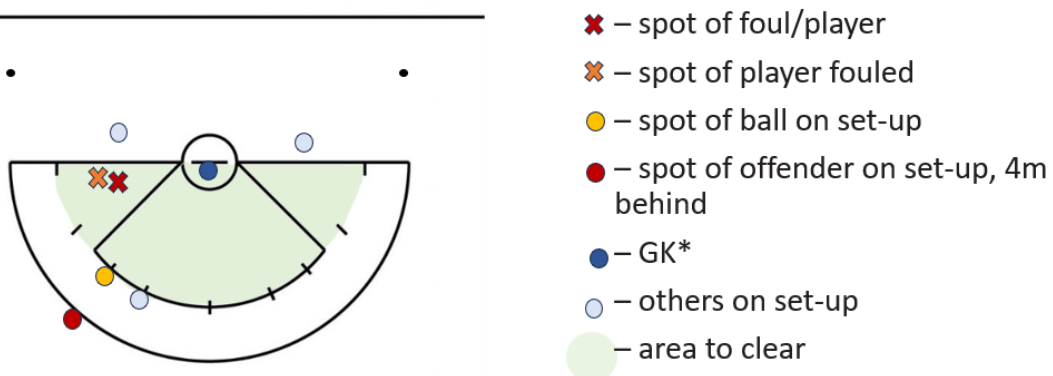 – spot of foul/player
– spot of player fouled
– spot of ball on set-up
– spot of offender on set-up, 4m
behind
– GK*
– others on set-up
– area to clear